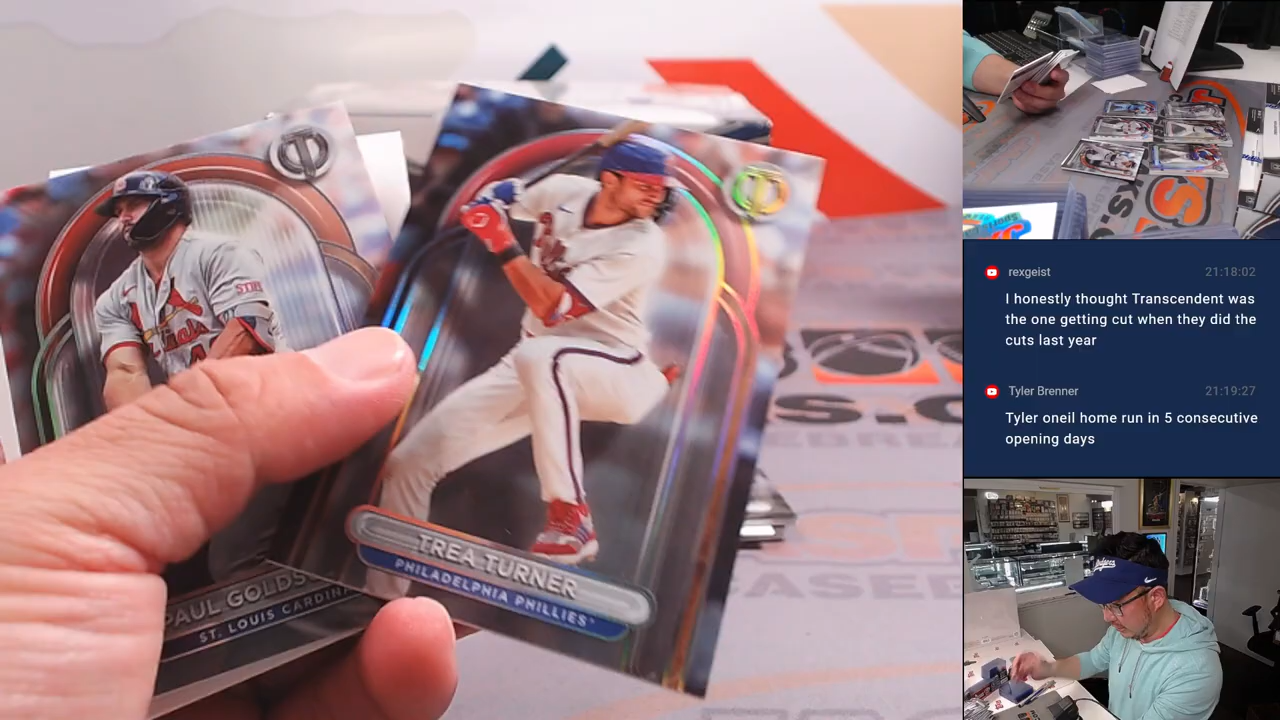 STL
PAUL GOLDS
ST. LOUIS CARDINA
TREA TURNER
PHILADELPHIA PHILLIES
rexgeist
21:18:02
I honestly thought Transcendent was
the one getting cut when they did the
cuts last year
Tyler Brenner
21:19:27
Tyler oneil home run in 5 consecutive
opening days
Dodgers